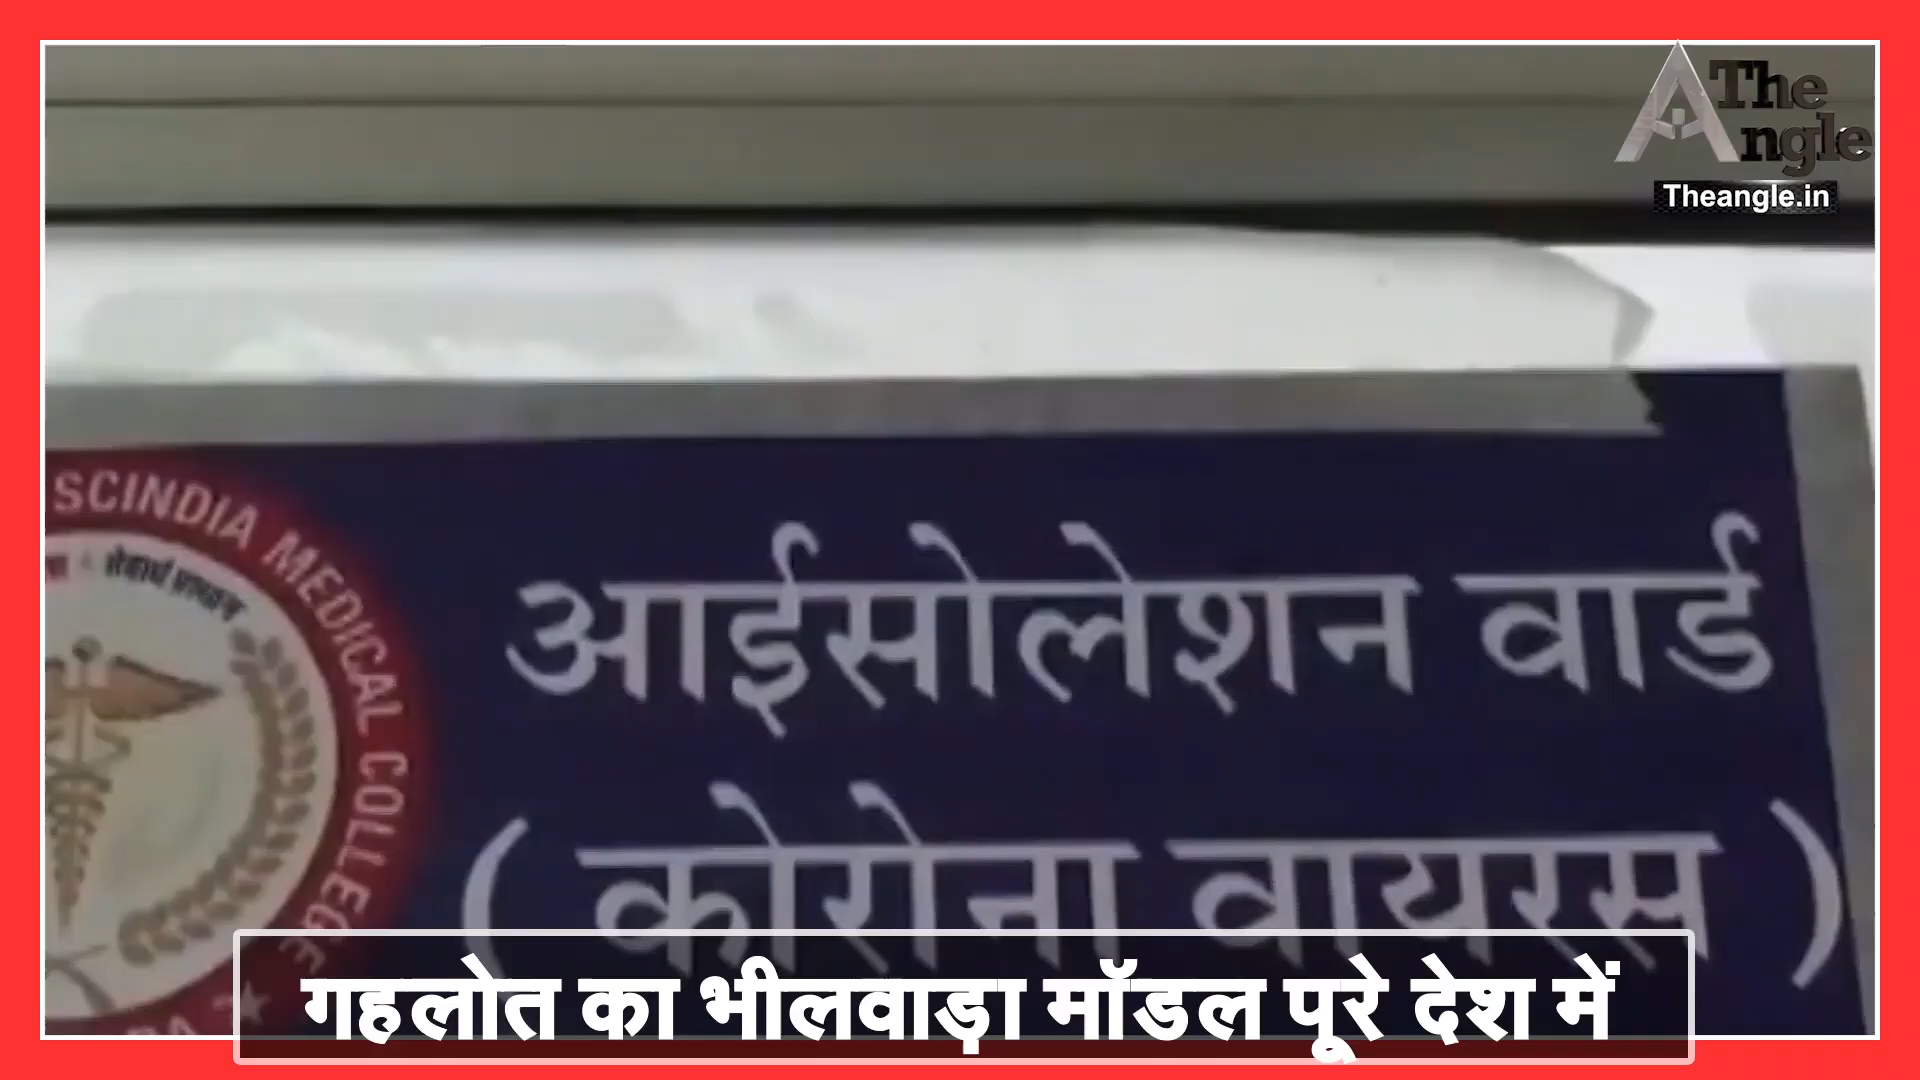 The
Angle
Theangle.in
SCINDIA MEDICAL COLLEGE
आईसोलेशन वार्ड
( कोरोना वायरस )
गहलोत का भीलवाड़ा मॉडल पूरे देश में